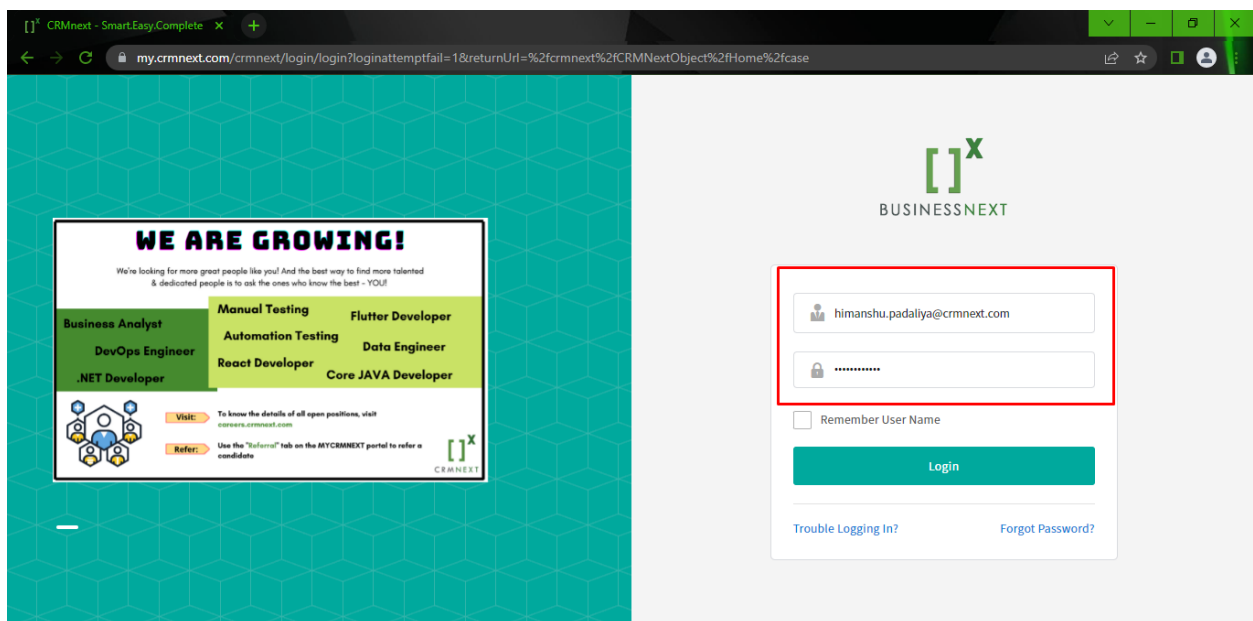 []x CRMnext - Smart.Easy.Complete
my.crmnext.com/crmnext/login/login?loginattemptfail=1&returnUrl=%2fcrmnext%2fCRMNextObject%2fHome%2fcase
WE ARE GROWING!
We're looking for more great people like you! And the best way to find more talented
& dedicated people is to ask the ones who know the best - YOU!
Business Analyst
DevOps Engineer
.NET Developer
Manual Testing
Automation Testing
React Developer
Flutter Developer
Data Engineer
Core JAVA Developer
Visit:
To know the details of all open positions, visit
careers.crmnext.com
Refer:
Use the "Referral" tab on the MYCRMNEXT portal to refer a
candidate
[]X
CRMNEXT
[]X
BUSINESSNEXT
himanshu.padaliya@crmnext.com
••••••••••••
Remember User Name
Login
Trouble Logging In?
Forgot Password?